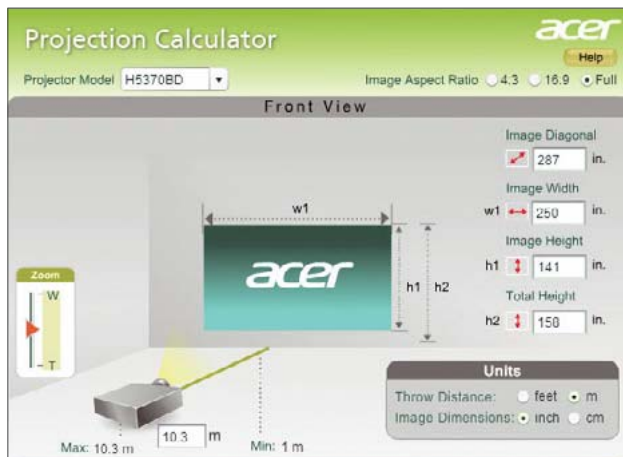 Projection Calculator
acer
Help
Projector Model H5370BD
Image Aspect Ratio 4:3 16:9 Full
Front View
Image Diagonal
287 in.
Image Width
w1 250 in.
Image Height
h1 141 in.
Total Height
h2 158 in.
w1
acer
h1 h2
Zoom
W
T
Max: 10.3 m
10.3 m
Min: 1 m
Units
Throw Distance: feet m
Image Dimensions: inch cm